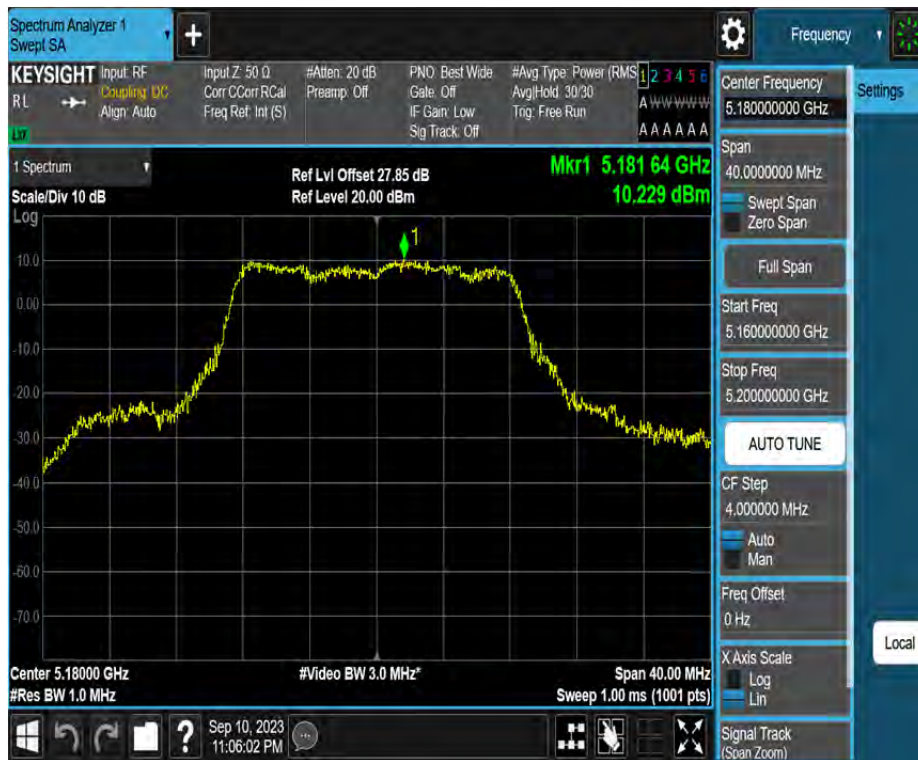 Spectrum Analyzer 1
Swept SA
+
Frequency
KEYSIGHT
RL
LXI
Input: RF
Coupling: DC
Align: Auto
Input Z: 50 Ω
Corr CCorr RCal
Freq Ref: Int (S)
#Atten: 20 dB
Preamp: Off
PNO: Best Wide
Gate: Off
IF Gain: Low
Sig Track: Off
#Avg Type: Power (RMS
Avg|Hold: 30/30
Trig: Free Run
1 2 3 4 5 6
A W W W W W
A A A A A A
1 Spectrum
Scale/Div 10 dB
Log
Ref Lvl Offset 27.85 dB
Ref Level 20.00 dBm
Mkr1 5.181 64 GHz
10.229 dBm
1
10.0
0.00
-10.0
-20.0
-30.0
-40.0
-50.0
-60.0
-70.0
Center 5.18000 GHz
#Res BW 1.0 MHz
#Video BW 3.0 MHz*
Span 40.00 MHz
Sweep 1.00 ms (1001 pts)
?
Sep 10, 2023
11:06:02 PM
Center Frequency
5.180000000 GHz
Span
40.0000000 MHz
Swept Span
Zero Span
Full Span
Start Freq
5.160000000 GHz
Stop Freq
5.200000000 GHz
AUTO TUNE
CF Step
4.000000 MHz
Auto
Man
Freq Offset
0 Hz
X Axis Scale
Log
Lin
Signal Track
(Span Zoom)
Settings
Local